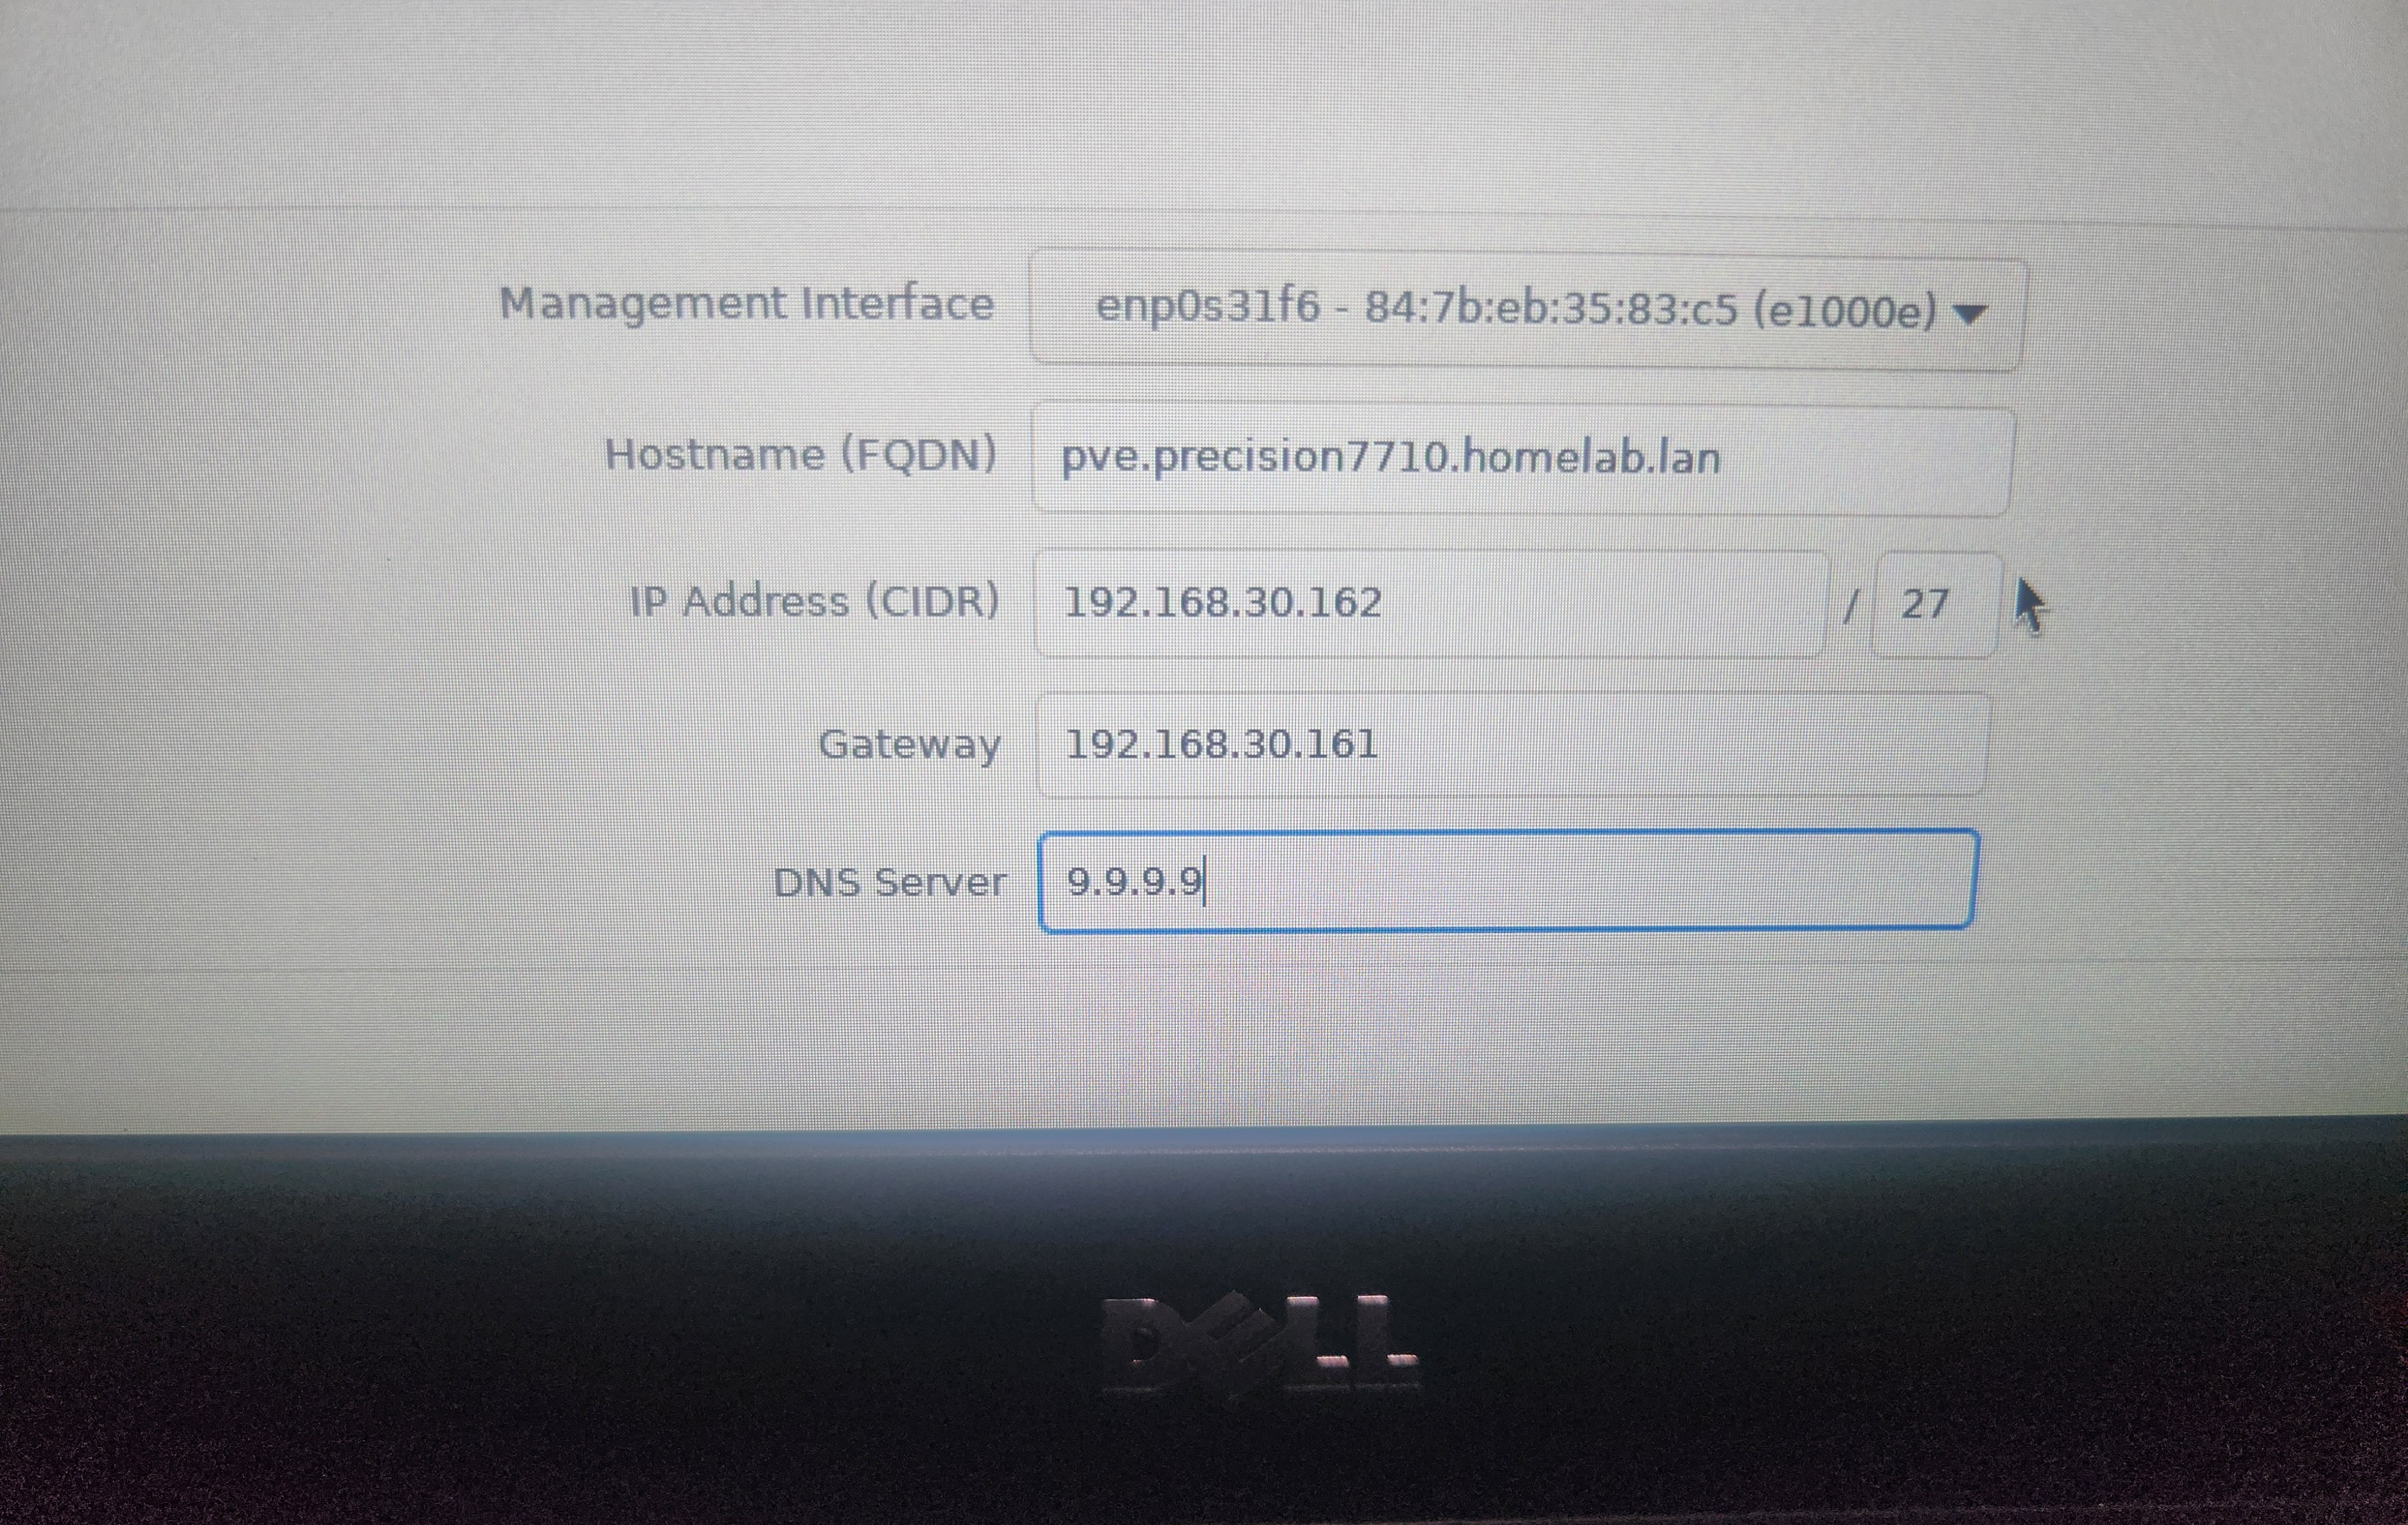 Management Interface enp0s31f6 - 84:7b:eb:35:83:c5 (e1000e)
Hostname (FQDN) pve.precision7710.homelab.lan
IP Address (CIDR) 192.168.30.162 / 27
Gateway 192.168.30.161
DNS Server 9.9.9.9
DELL